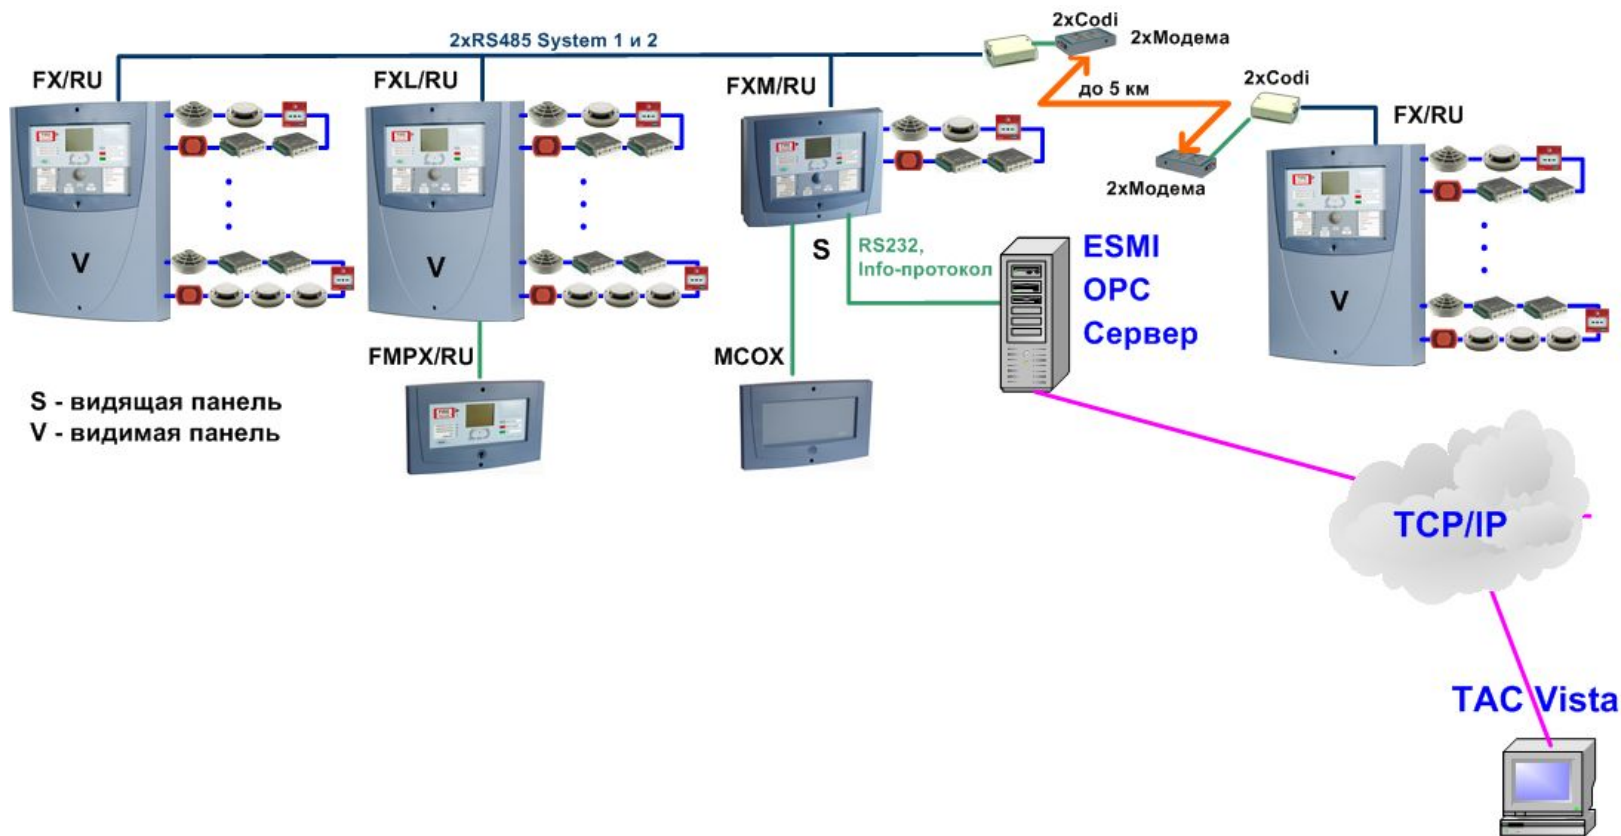 2xCodi
2xМодема
2xRS485 System 1 и 2
FX/RU
FXL/RU
FXM/RU
до 5 км
2xCodi
FX/RU
2xМодема
V
V
S
RS232,
Info-протокол
ESMI
OPC
Сервер
V
FMPX/RU
MCOX
S - видящая панель
V - видимая панель
TCP/IP
TAC Vista